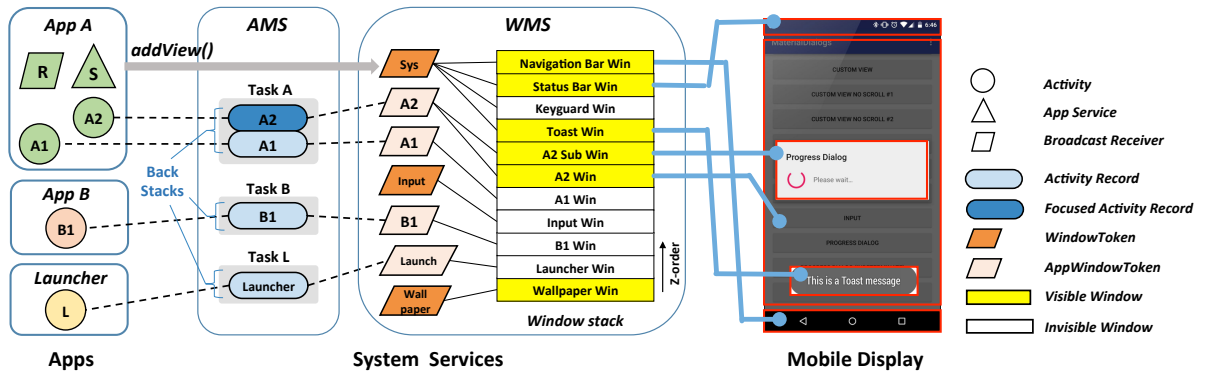 App A
R
S
A2
A1
App B
B1
Launcher
L
addView()
AMS
Task A
A2
A1
Back
Stacks
Task B
B1
Task L
Launcher
WMS
Sys
A2
A1
Input
B1
Launch
Wall
paper
Navigation Bar Win
Status Bar Win
Keyguard Win
Toast Win
A2 Sub Win
A2 Win
A1 Win
Input Win
B1 Win
Launcher Win
Wallpaper Win
Z-order
Window stack
6:46
MaterialDialogs
CUSTOM VIEW
CUSTOM VIEW NO SCROLL #1
CUSTOM VIEW NO SCROLL #2
Progress Dialog
Please wait...
INPUT
PROGRESS DIALOG
This is a Toast message
Activity
App Service
Broadcast Receiver
Activity Record
Focused Activity Record
WindowToken
AppWindowToken
Visible Window
Invisible Window
Apps
System Services
Mobile Display